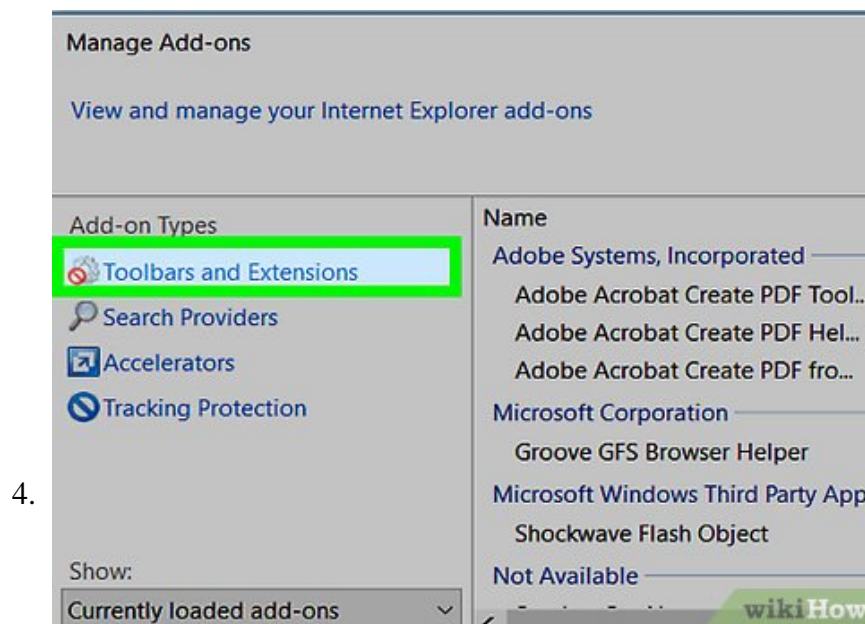 Manage Add-ons
View and manage your Internet Explorer add-ons
Add-on Types
Toolbars and Extensions
Search Providers
Accelerators
Tracking Protection
4.
Show:
Currently loaded add-ons
Name
Adobe Systems, Incorporated
Adobe Acrobat Create PDF Tool...
Adobe Acrobat Create PDF Hel...
Adobe Acrobat Create PDF fro...
Microsoft Corporation
Groove GFS Browser Helper
Microsoft Windows Third Party App
Shockwave Flash Object
Not Available
wikiHow